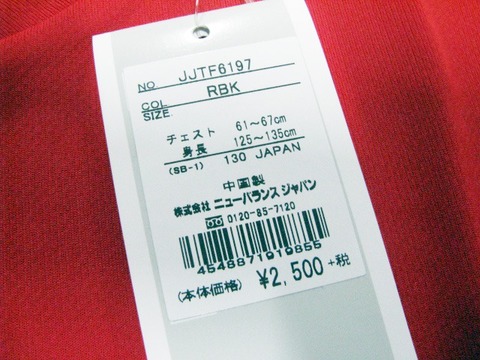 NO JJTF6197
COL. RBK
SIZE.
チェスト 61～67cm
身長 125～135cm
(SB-1) 130 JAPAN
中国製
株式会社 ニューバランス ジャパン
0120-85-7120
4548871919855
(本体価格) ¥2,500+税